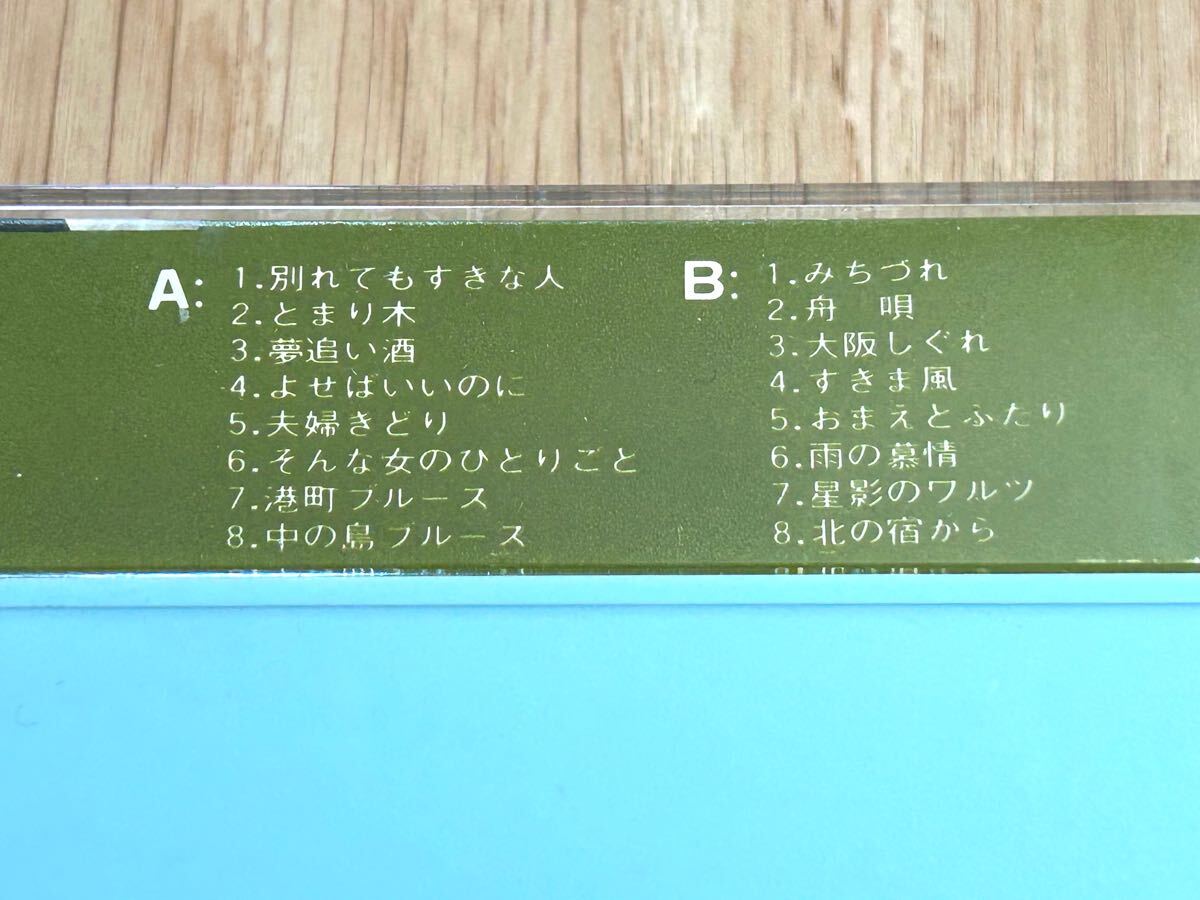 A:
1.別れてもすきな人
2.とまり木
3.夢追い酒
4.よせばいいのに
5.夫婦きどり
6.そんな女のひとりごと
7.港町ブルース
8.中の島ブルース
B:
1.みちづれ
2.舟　唄
3.大阪しぐれ
4.すきま風
5.おまえとふたり
6.雨の慕情
7.星影のワルツ
8.北の宿から